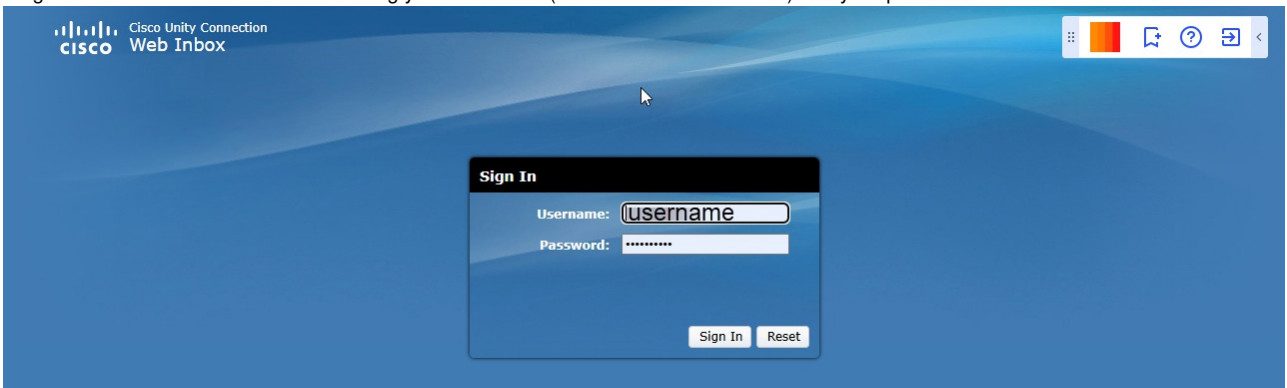 Cisco Unity Connection
CISCO Web Inbox
Sign In
Username: username
Password: ••••••••••
Sign In Reset